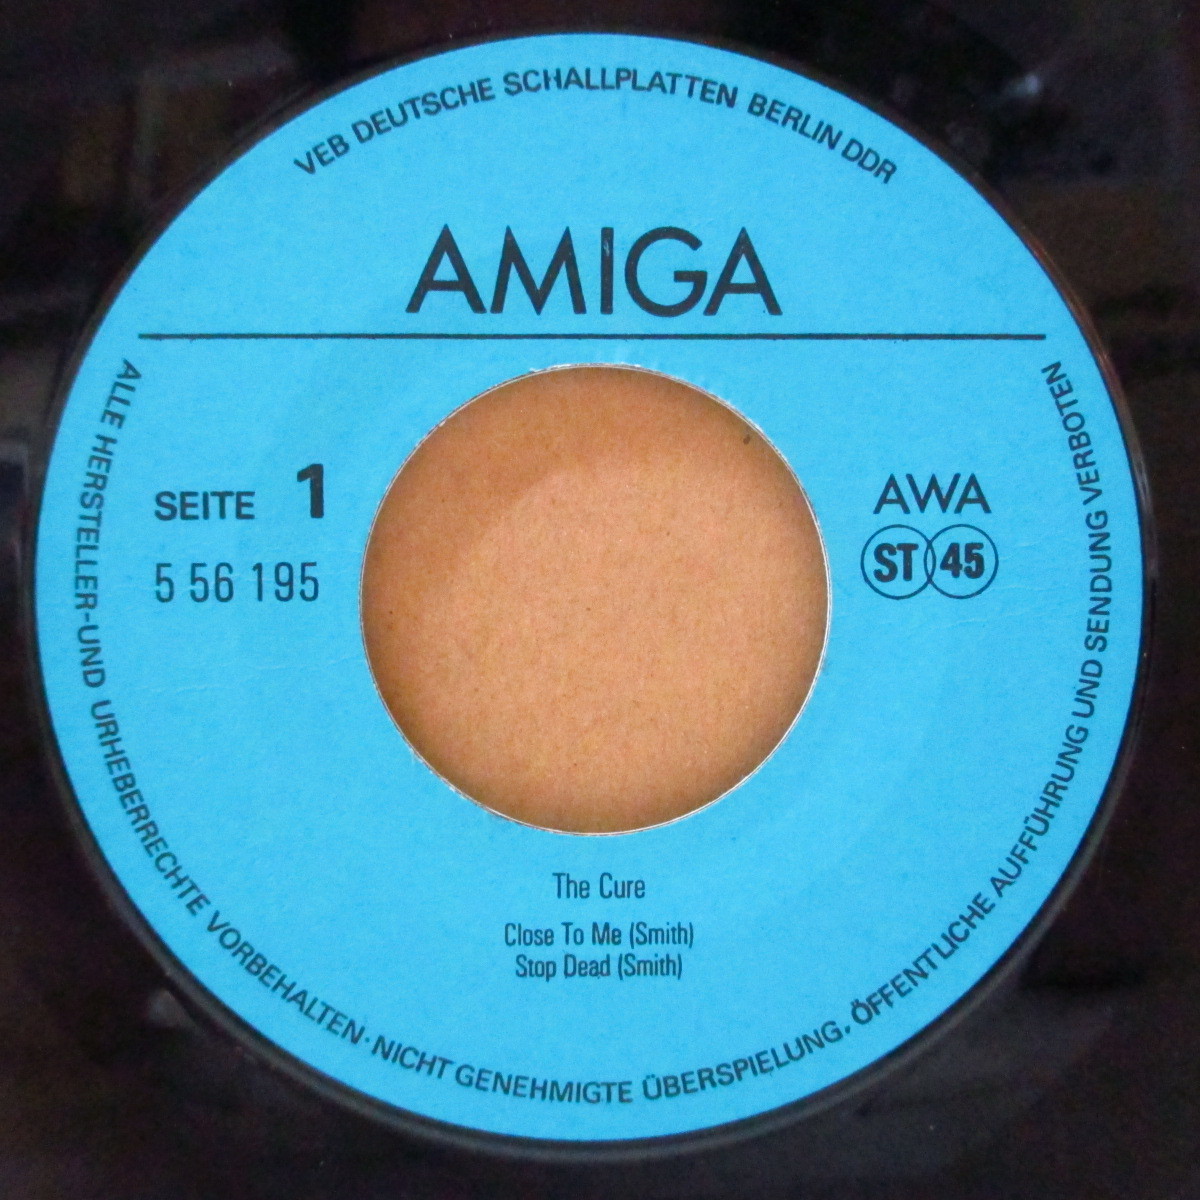 VEB DEUTSCHE SCHALLPLATTEN BERLIN DDR
AMIGA
SEITE 1
5 56 195
AWA
ST 45
The Cure
Close To Me (Smith)
Stop Dead (Smith)
ALLE HERSTELLER-UND URHEBERRECHTE VORBEHALTEN·NICHT GENEHMIGTE ÜBERSPIELUNG, ÖFFENTLICHE AUFFÜHRUNG UND SENDUNG VERBOTEN